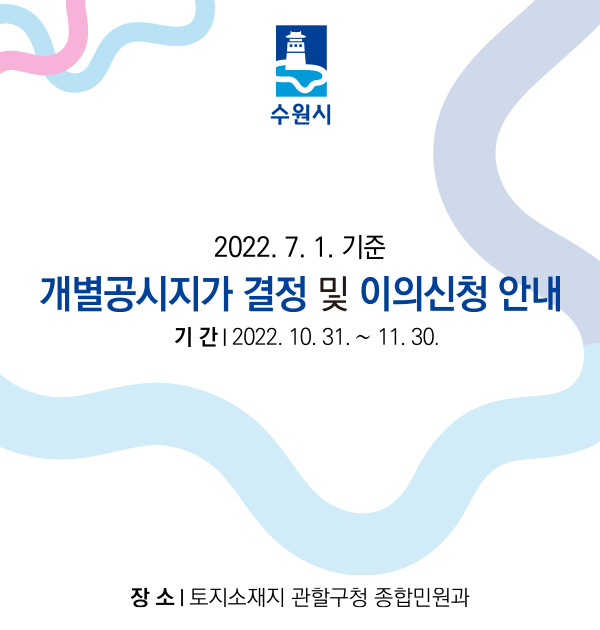 수원시
2022. 7. 1. 기준
개별공시지가 결정 및 이의신청 안내
기 간 | 2022. 10. 31. ~ 11. 30.
장 소 | 토지소재지 관할구청 종합민원과